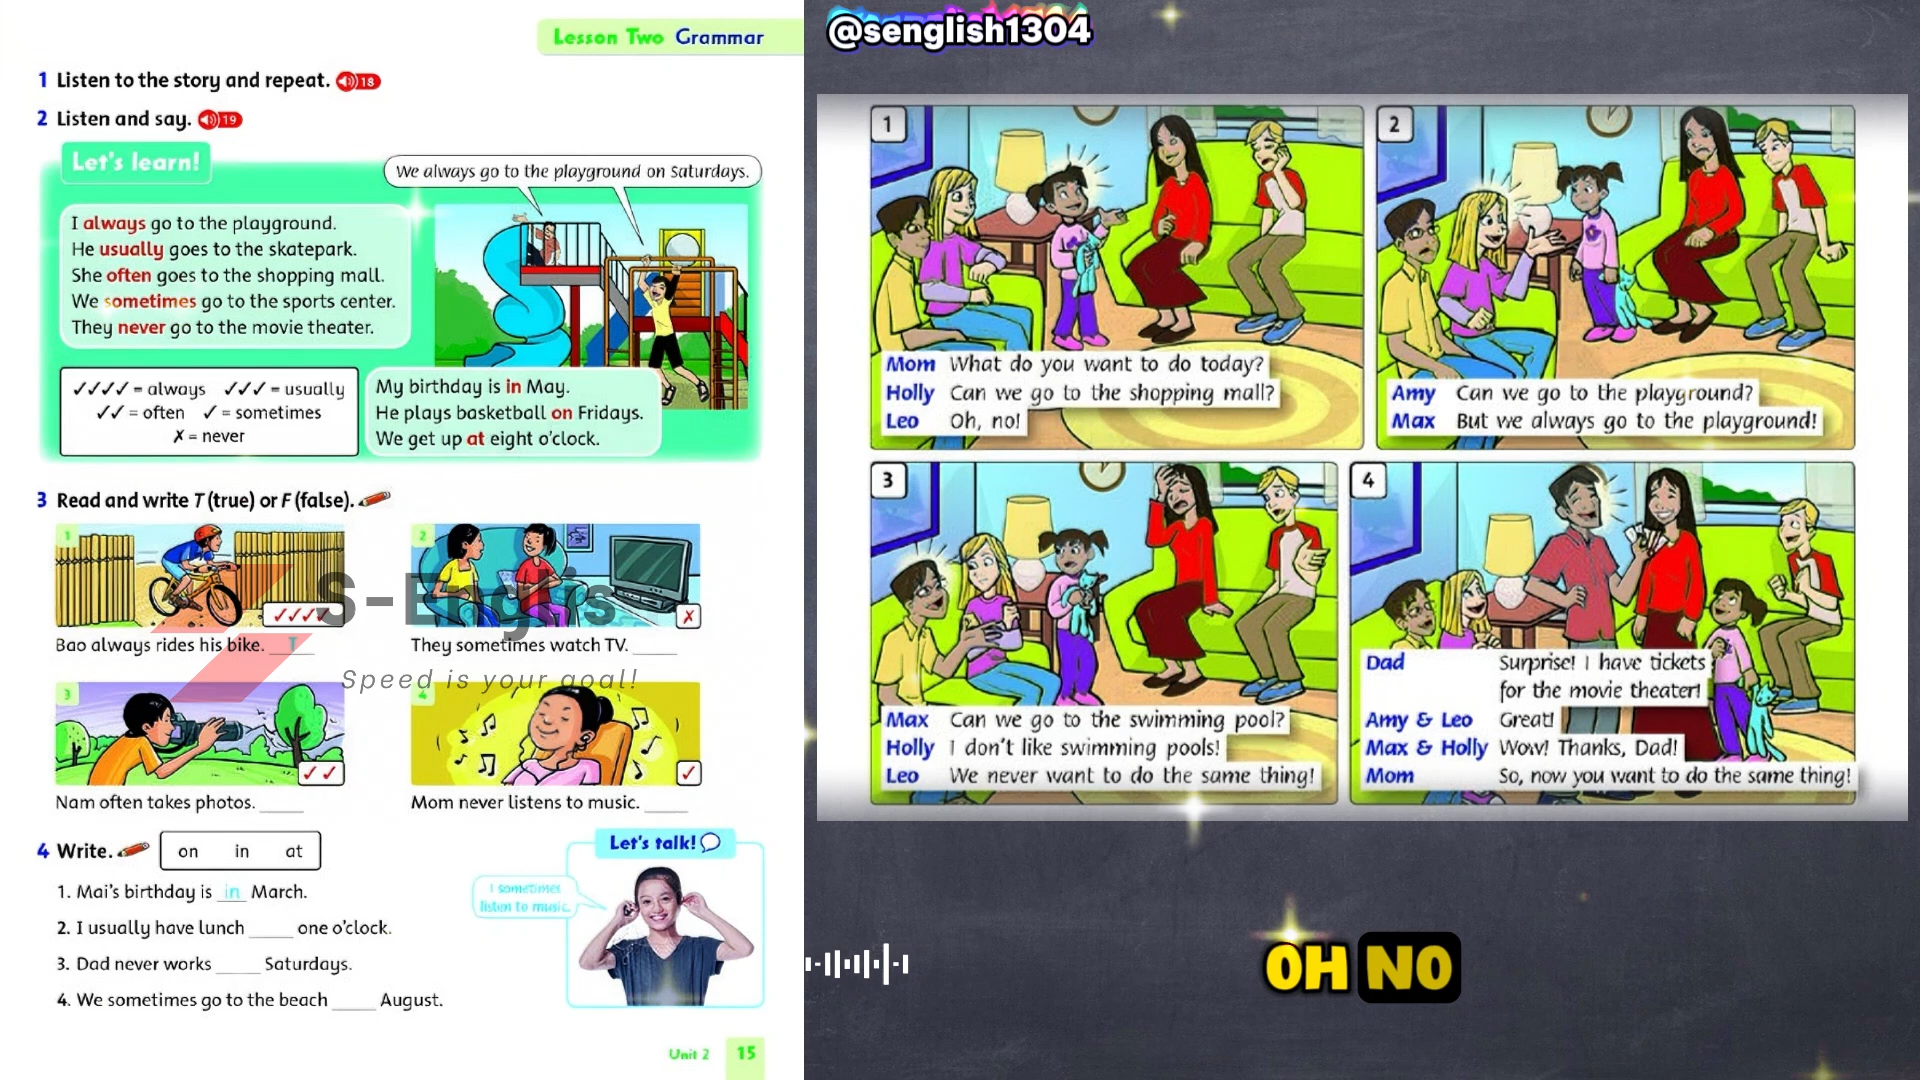 Lesson Two Grammar
1 Listen to the story and repeat. 18
2 Listen and say. 19
Let's learn!
We always go to the playground on Saturdays.
I always go to the playground.
He usually goes to the skatepark.
She often goes to the shopping mall.
We sometimes go to the sports center.
They never go to the movie theater.
✓✓✓✓ = always ✓✓✓ = usually
✓✓ = often ✓ = sometimes
✗ = never
My birthday is in May.
He plays basketball on Fridays.
We get up at eight o'clock.
3 Read and write T (true) or F (false).
1
✓✓✓✓
Bao always rides his bike. T
2
✗
They sometimes watch TV. ____
3
✓✓
Nam often takes photos. ____
4
✓
Mom never listens to music. ____
S-Englis
Speed is your goal!
4 Write. on in at
1. Mai's birthday is in March.
2. I usually have lunch ____ one o'clock.
3. Dad never works ____ Saturdays.
4. We sometimes go to the beach ____ August.
Let's talk!
I sometimes
listen to music.
Unit 2 15
@senglish1304
1
Mom What do you want to do today?
Holly Can we go to the shopping mall?
Leo Oh, no!
2
Amy Can we go to the playground?
Max But we always go to the playground!
3
Max Can we go to the swimming pool?
Holly I don't like swimming pools!
Leo We never want to do the same thing!
4
Dad Surprise! I have tickets
for the movie theater!
Amy & Leo Great!
Max & Holly Wow! Thanks, Dad!
Mom So, now you want to do the same thing!
OH NO